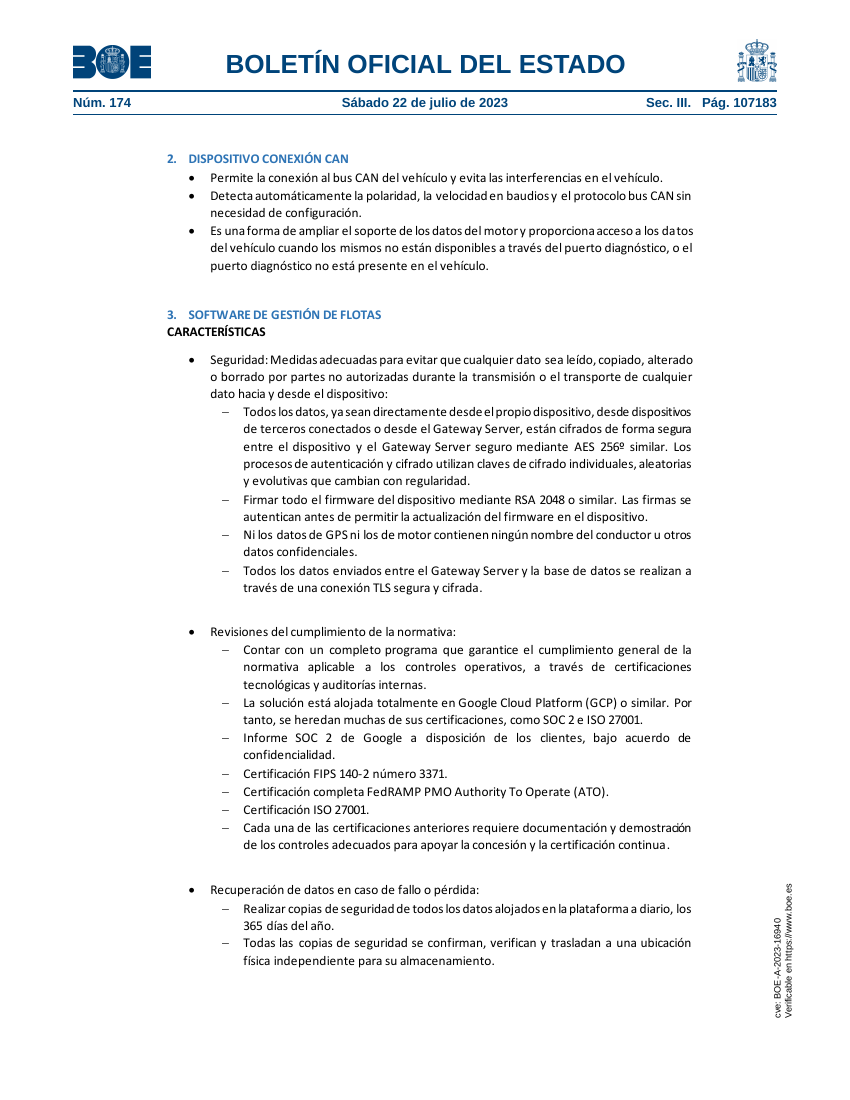 BOE
BOLETÍN OFICIAL DEL ESTADO
Núm. 174
Sábado 22 de julio de 2023
Sec. III. Pág. 107183
2. DISPOSITIVO CONEXIÓN CAN
• Permite la conexión al bus CAN del vehículo y evita las interferencias en el vehículo.
• Detecta automáticamente la polaridad, la velocidad en baudios y el protocolo bus CAN sin
necesidad de configuración.
• Es una forma de ampliar el soporte de los datos del motor y proporciona acceso a los datos
del vehículo cuando los mismos no están disponibles a través del puerto diagnóstico, o el
puerto diagnóstico no está presente en el vehículo.
3. SOFTWARE DE GESTIÓN DE FLOTAS
CARACTERÍSTICAS
• Seguridad: Medidas adecuadas para evitar que cualquier dato sea leído, copiado, alterado
o borrado por partes no autorizadas durante la transmisión o el transporte de cualquier
dato hacia y desde el dispositivo:
– Todos los datos, ya sean directamente desde el propio dispositivo, desde dispositivos
de terceros conectados o desde el Gateway Server, están cifrados de forma segura
entre el dispositivo y el Gateway Server seguro mediante AES 256º similar. Los
procesos de autenticación y cifrado utilizan claves de cifrado individuales, aleatorias
y evolutivas que cambian con regularidad.
– Firmar todo el firmware del dispositivo mediante RSA 2048 o similar. Las firmas se
autentican antes de permitir la actualización del firmware en el dispositivo.
– Ni los datos de GPS ni los de motor contienen ningún nombre del conductor u otros
datos confidenciales.
– Todos los datos enviados entre el Gateway Server y la base de datos se realizan a
través de una conexión TLS segura y cifrada.
• Revisiones del cumplimiento de la normativa:
– Contar con un completo programa que garantice el cumplimiento general de la
normativa aplicable a los controles operativos, a través de certificaciones
tecnológicas y auditorías internas.
– La solución está alojada totalmente en Google Cloud Platform (GCP) o similar. Por
tanto, se heredan muchas de sus certificaciones, como SOC 2 e ISO 27001.
– Informe SOC 2 de Google a disposición de los clientes, bajo acuerdo de
confidencialidad.
– Certificación FIPS 140-2 número 3371.
– Certificación completa FedRAMP PMO Authority To Operate (ATO).
– Certificación ISO 27001.
– Cada una de las certificaciones anteriores requiere documentación y demostración
de los controles adecuados para apoyar la concesión y la certificación continua.
• Recuperación de datos en caso de fallo o pérdida:
– Realizar copias de seguridad de todos los datos alojados en la plataforma a diario, los
365 días del año.
– Todas las copias de seguridad se confirman, verifican y trasladan a una ubicación
física independiente para su almacenamiento.
cve: BOE-A-2023-16940
Verificable en https://www.boe.es